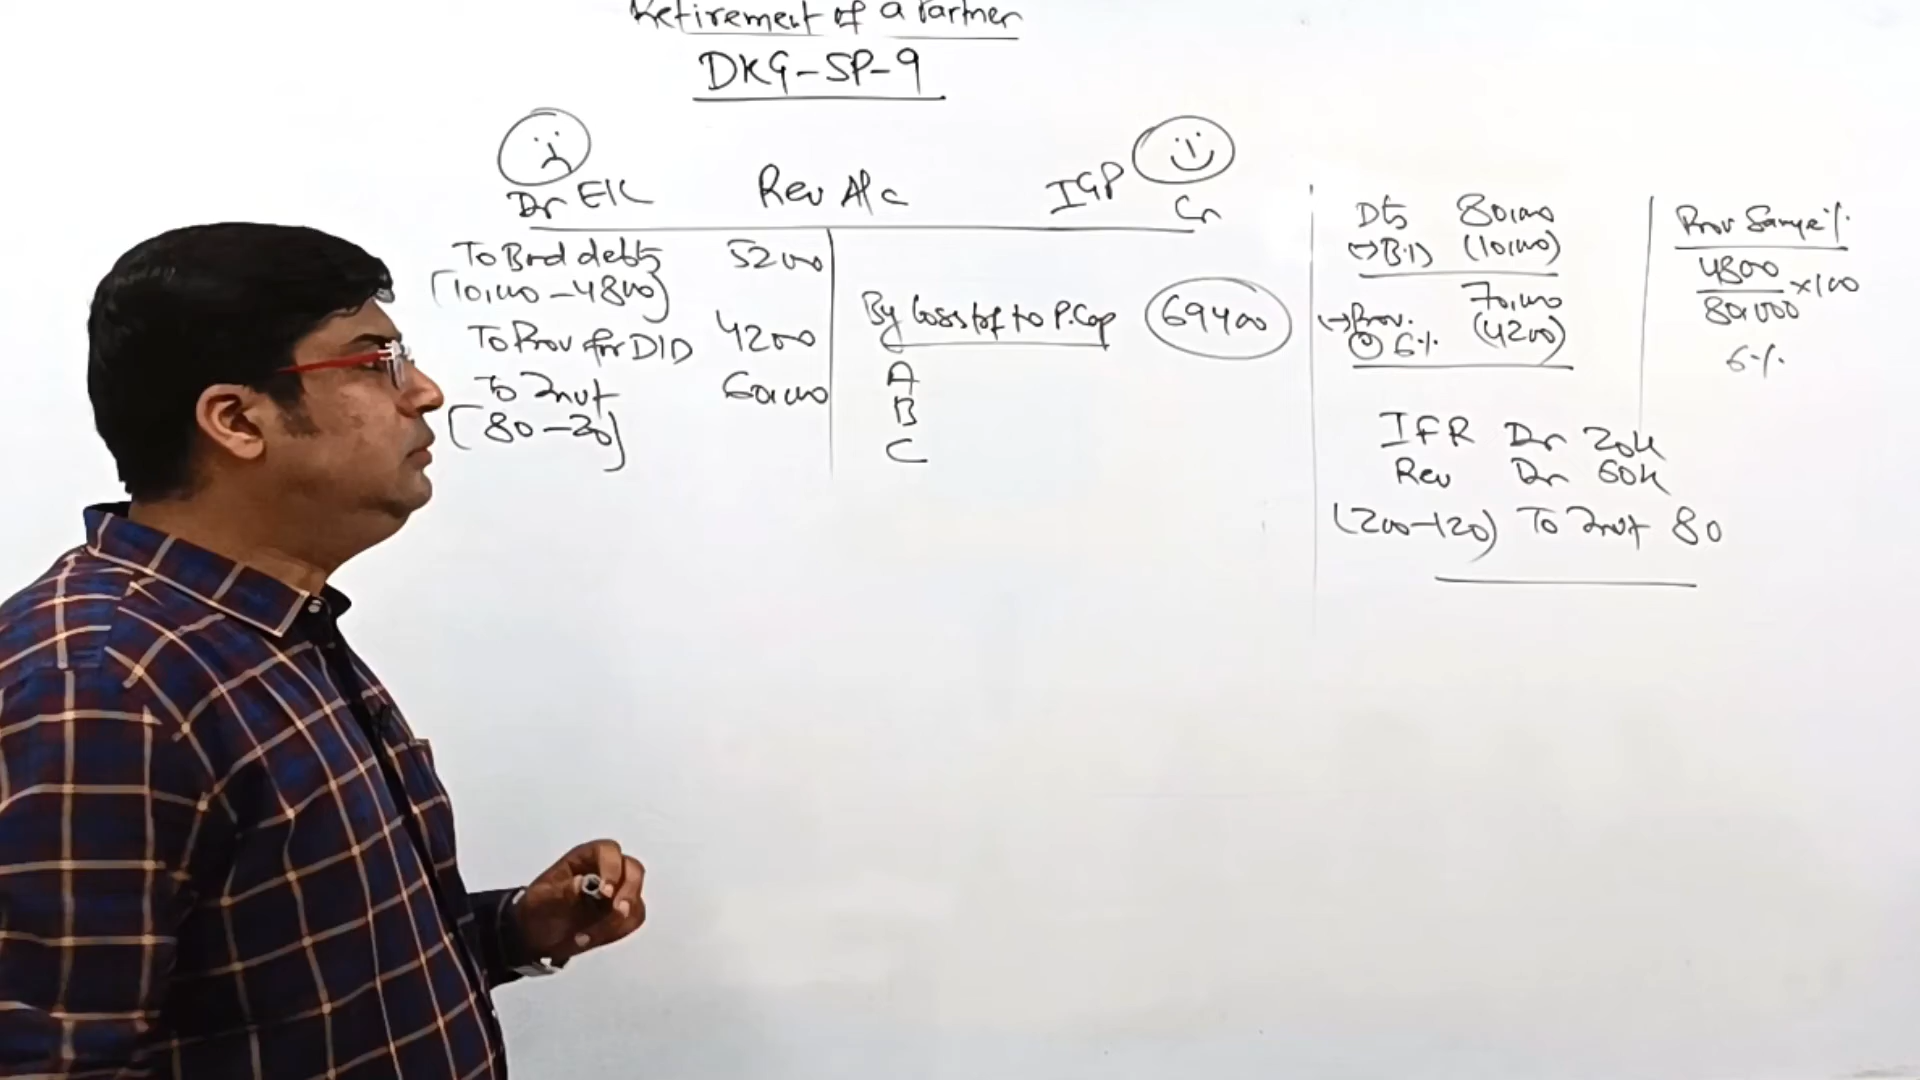 Retirement of a Partner
DKG-SP-9
Dr EIL Rev A/c IGP Cr
To Bad debts 5200
[10,000-4800]
To Prov for D/D 4200
To Invt 60,000
[80-20]
By Loss t/f to P.Cap 69400
A
B
C
Dts 80,000
(-) B.D (10,000)
70,000
(-) Prov. (4200)
@ 6%
Prov Same %
4800
80,000 ×100
6%
IFR Dr 20K
Rev Dr 60K
(200-120) To Invt 80